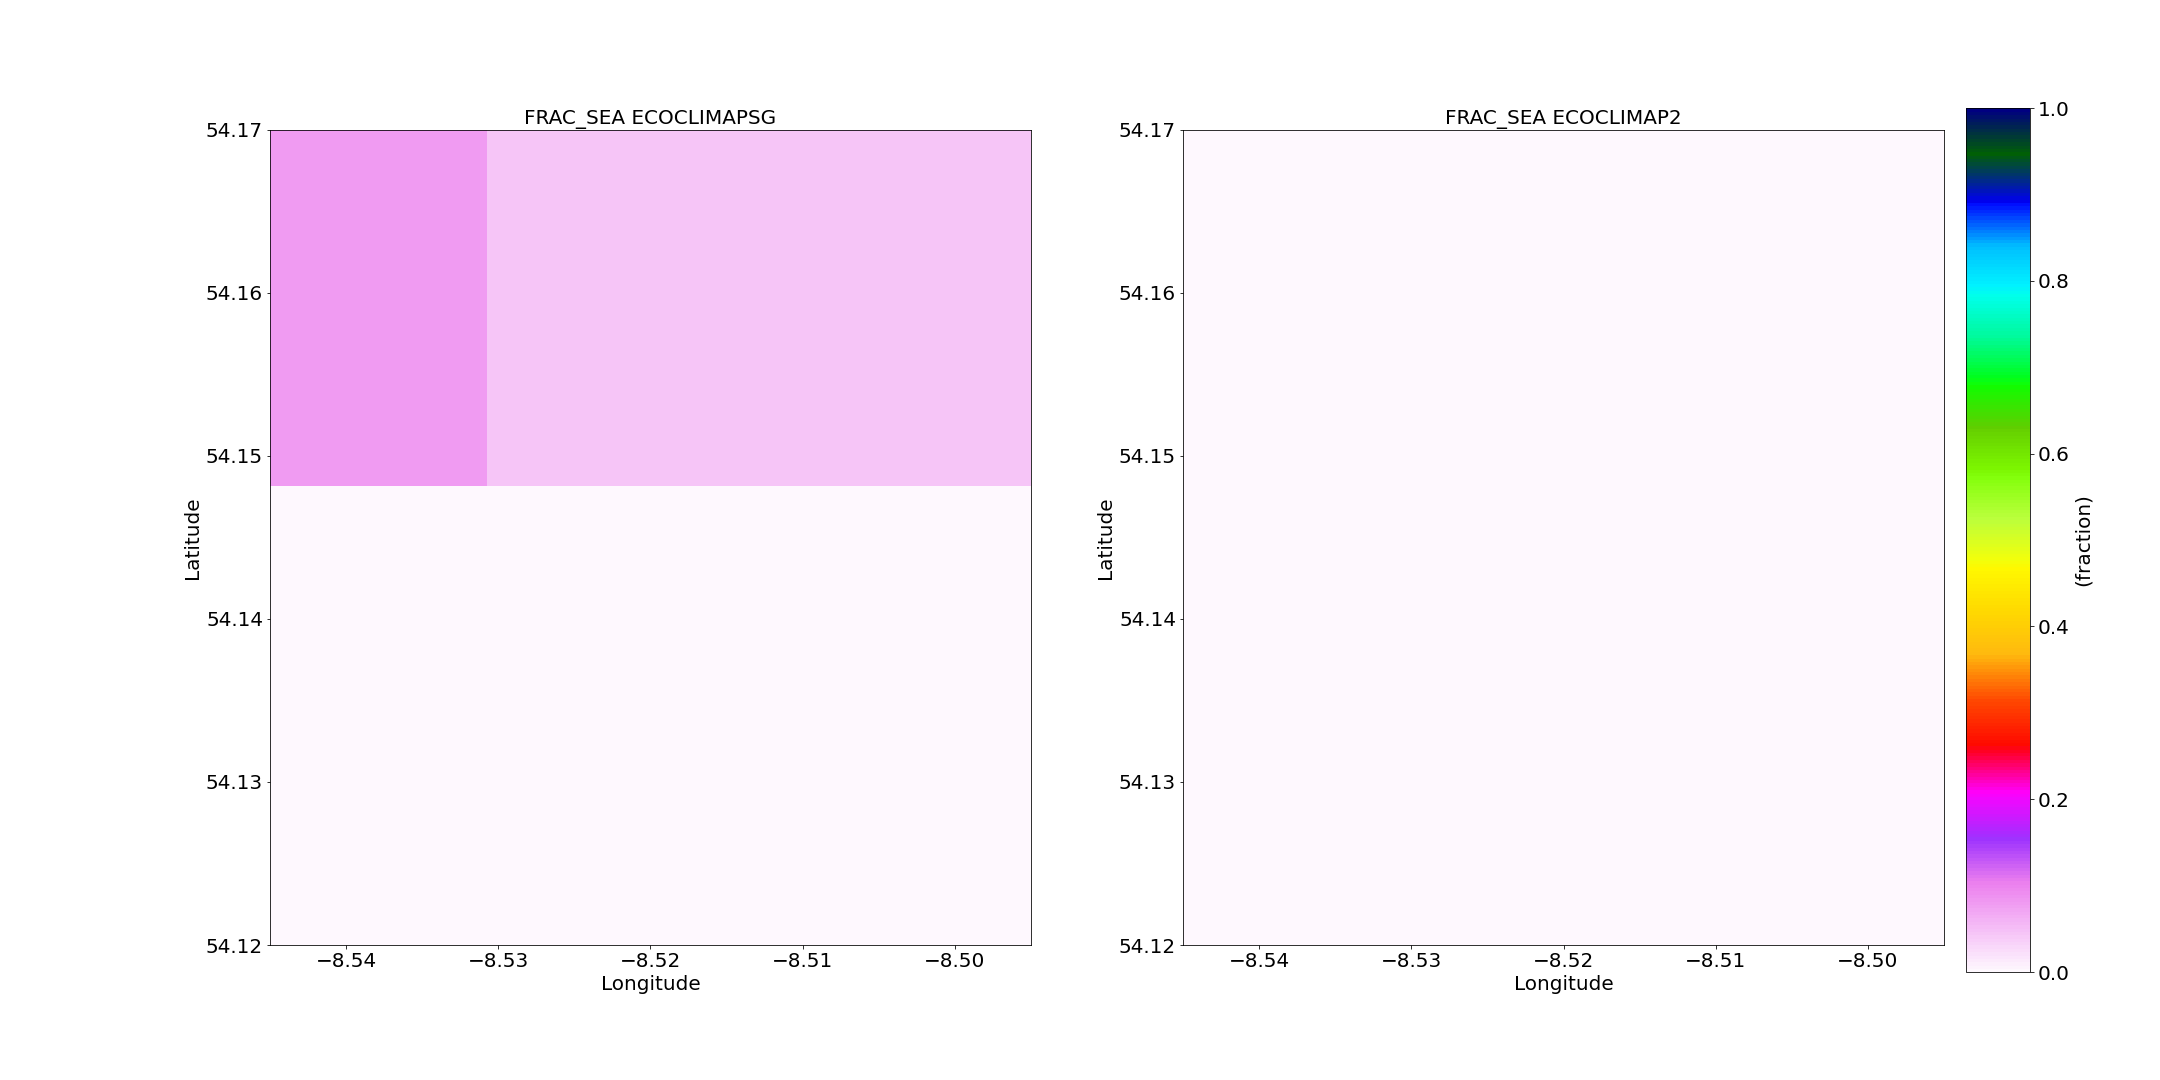 FRAC_SEA ECOCLIMAPSG
54.17
54.16
54.15
54.14
54.13
54.12
Latitude
−8.54 −8.53 −8.52 −8.51 −8.50
Longitude
FRAC_SEA ECOCLIMAP2
54.17
54.16
54.15
54.14
54.13
54.12
Latitude
−8.54 −8.53 −8.52 −8.51 −8.50
Longitude
1.0
0.8
0.6
0.4
0.2
0.0
(fraction)